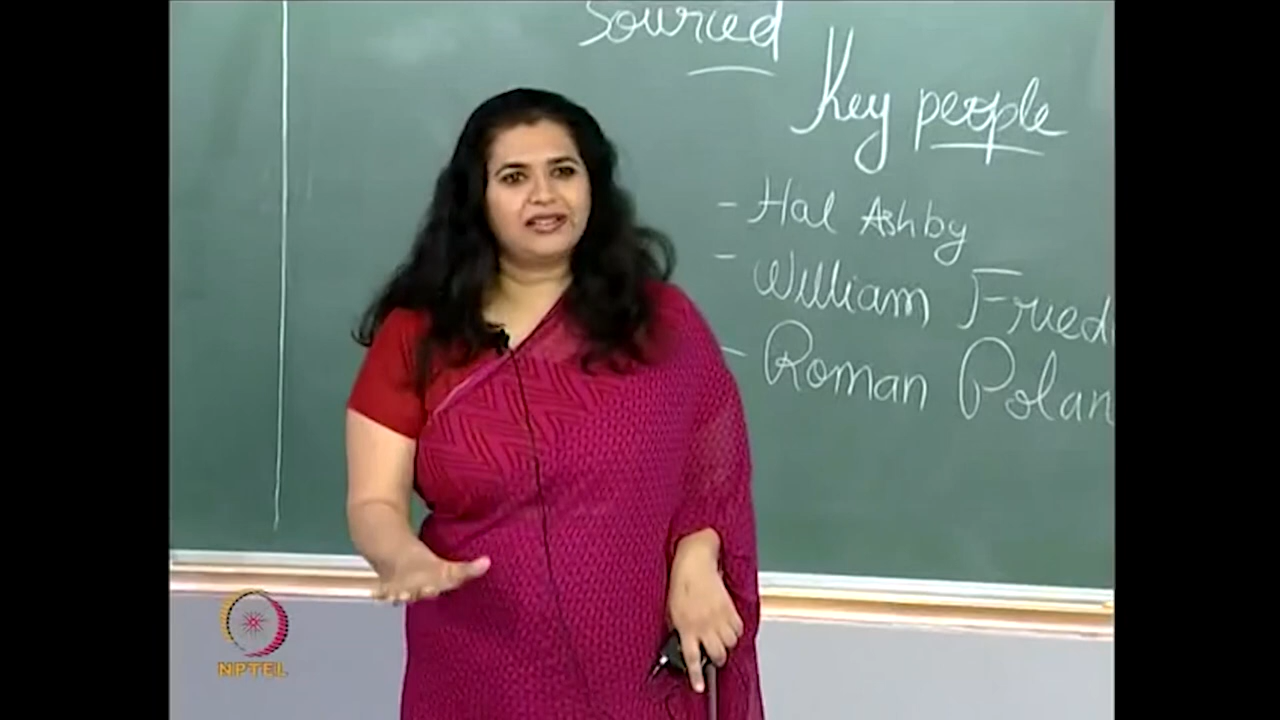 Sourced
Key people
- Hal Ashby
- William Fried
- Roman Polan
NPTEL